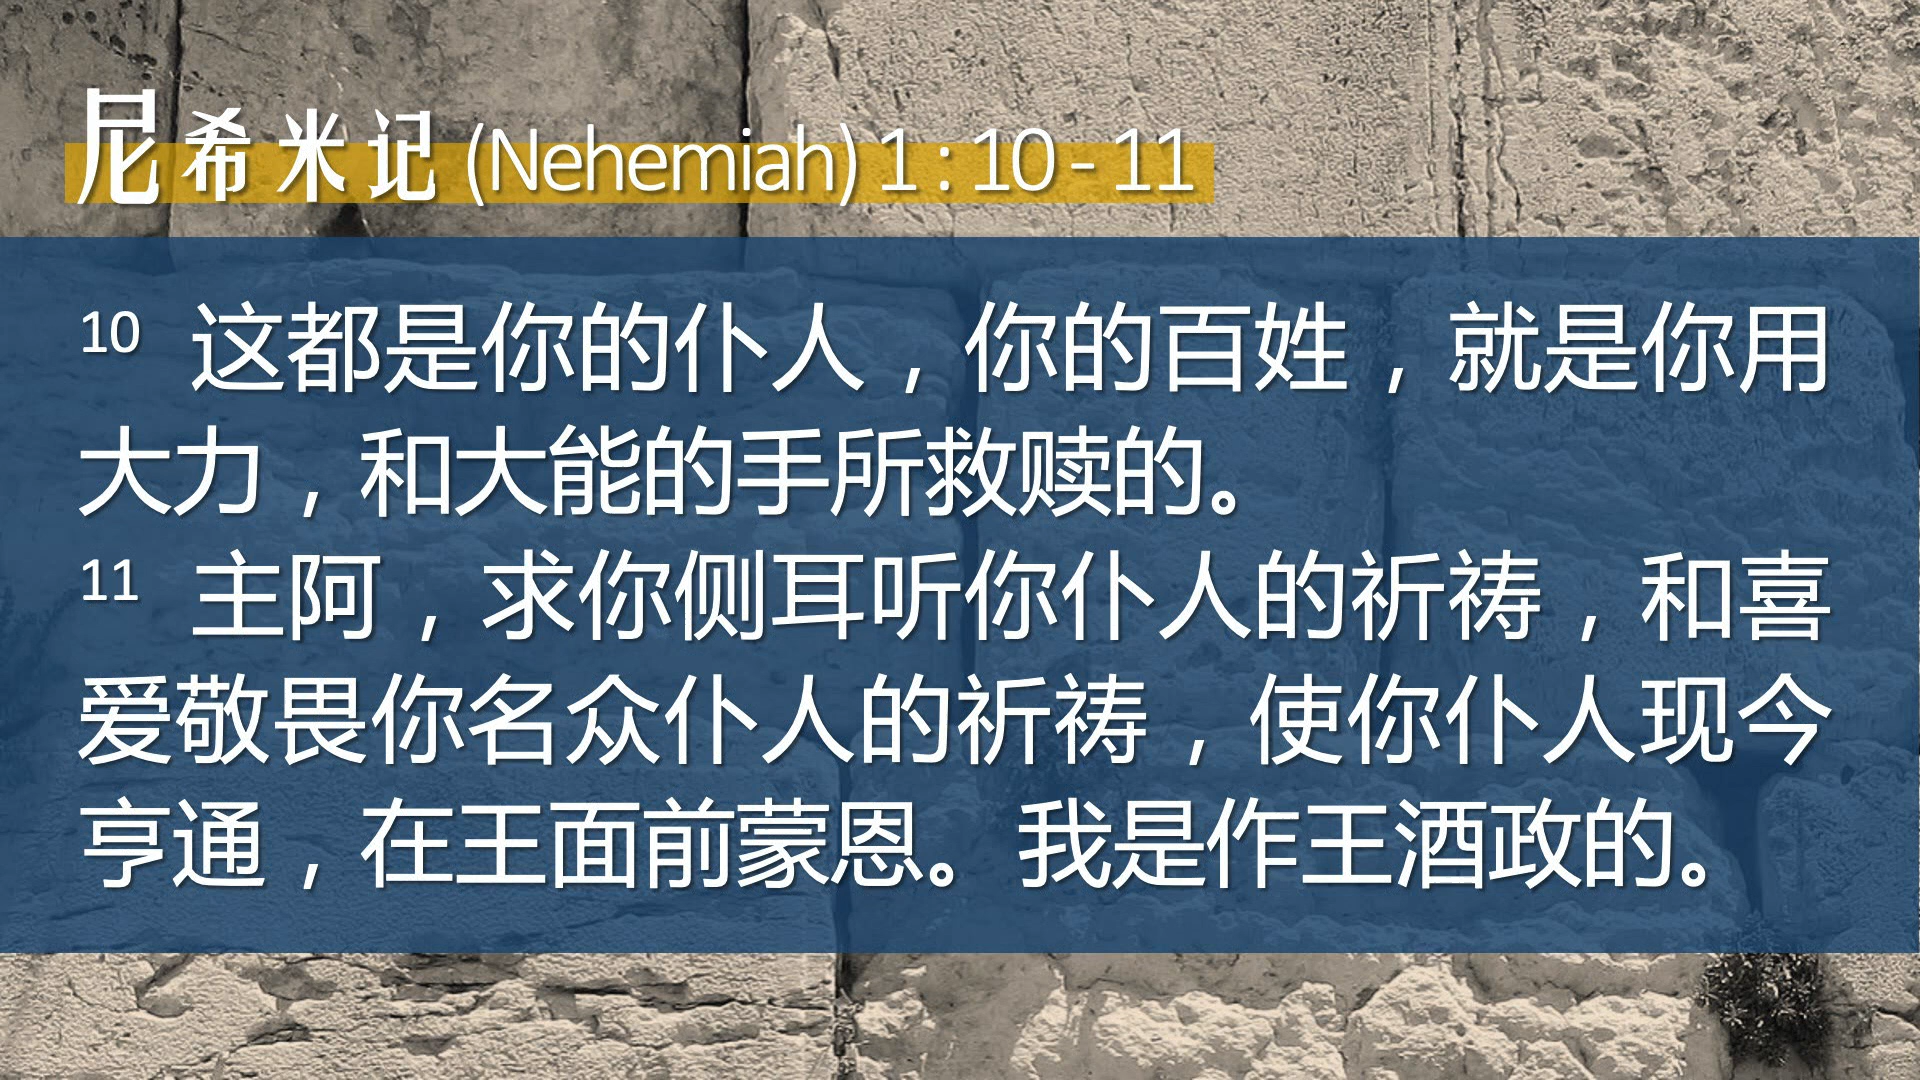 尼希米记 (Nehemiah) 1 : 10 - 11
10 这都是你的仆人，你的百姓，就是你用
大力，和大能的手所救赎的。
11 主阿，求你侧耳听你仆人的祈祷，和喜
爱敬畏你名众仆人的祈祷，使你仆人现今
亨通，在王面前蒙恩。我是作王酒政的。